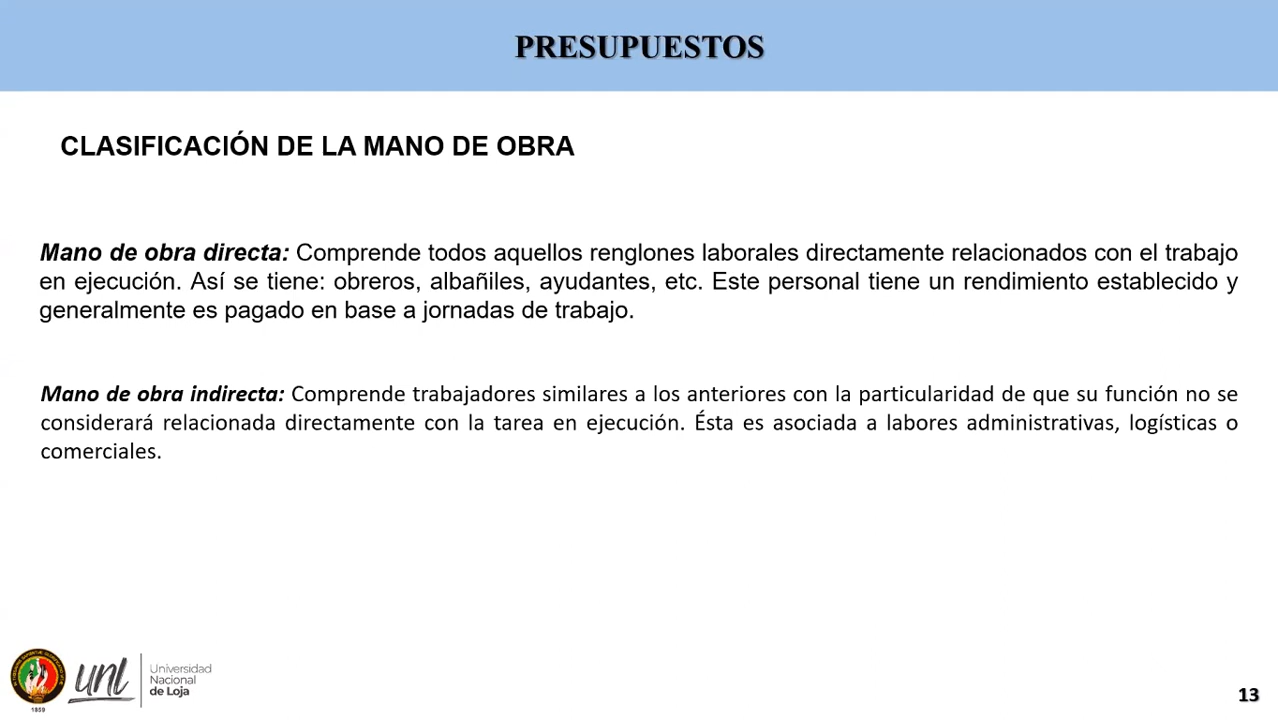 PRESUPUESTOS
CLASIFICACIÓN DE LA MANO DE OBRA
Mano de obra directa: Comprende todos aquellos renglones laborales directamente relacionados con el trabajo
en ejecución. Así se tiene: obreros, albañiles, ayudantes, etc. Este personal tiene un rendimiento establecido y
generalmente es pagado en base a jornadas de trabajo.
Mano de obra indirecta: Comprende trabajadores similares a los anteriores con la particularidad de que su función no se
considerará relacionada directamente con la tarea en ejecución. Ésta es asociada a labores administrativas, logísticas o
comerciales.
1859
unl
Universidad
Nacional
de Loja
13